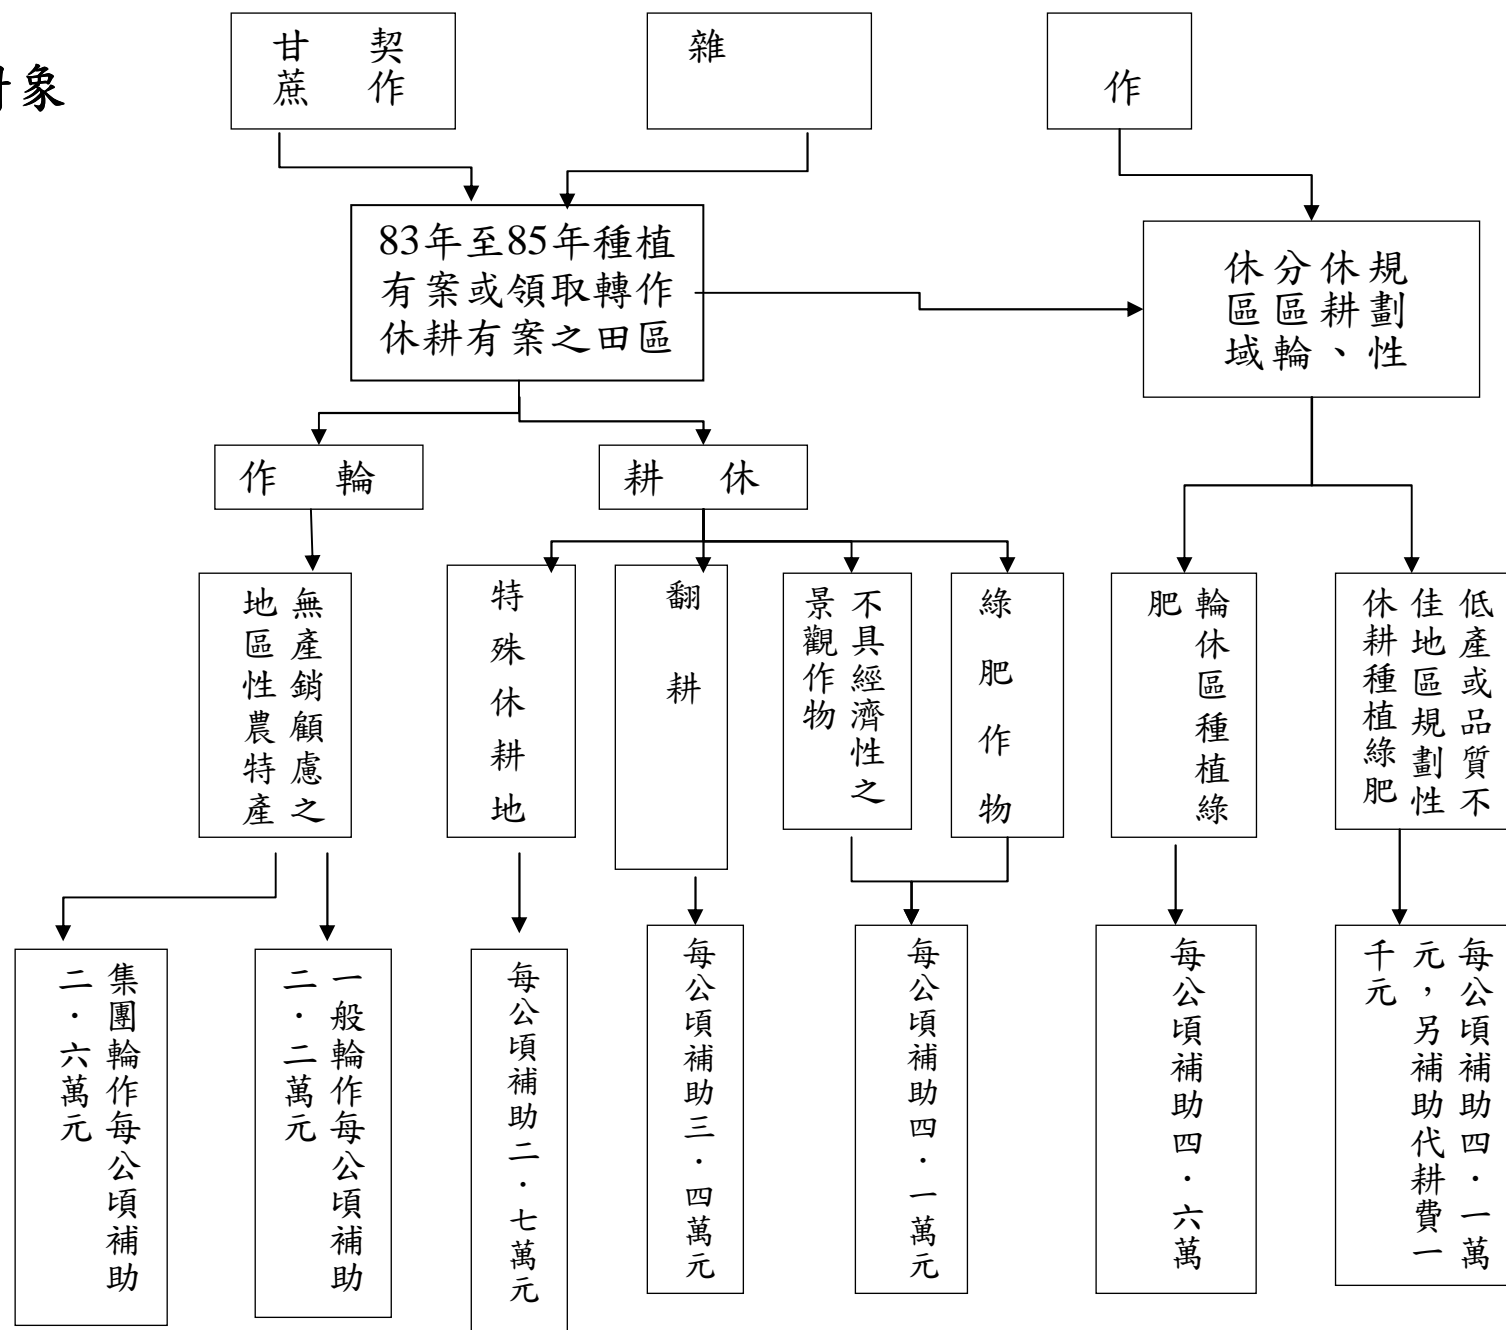 象
契作
甘蔗
雜
作
83年至85年種植
有案或領取轉作
休耕有案之田區
規劃性
休耕、
分區輪
休區域
輪作
休耕
無產銷顧慮之
地區性農特產
特殊休耕地
翻耕
不具經濟性之
景觀作物
綠肥作物
輪休區種植綠
肥
低產或品質不
佳地區規劃性
休耕種植綠肥
集團輪作每公頃補助
二．六萬元
一般輪作每公頃補助
二．二萬元
每公頃補助二．七萬元
每公頃補助三．四萬元
每公頃補助四．一萬元
每公頃補助四．六萬
每公頃補助四．一萬
元，另補助代耕費一
千元